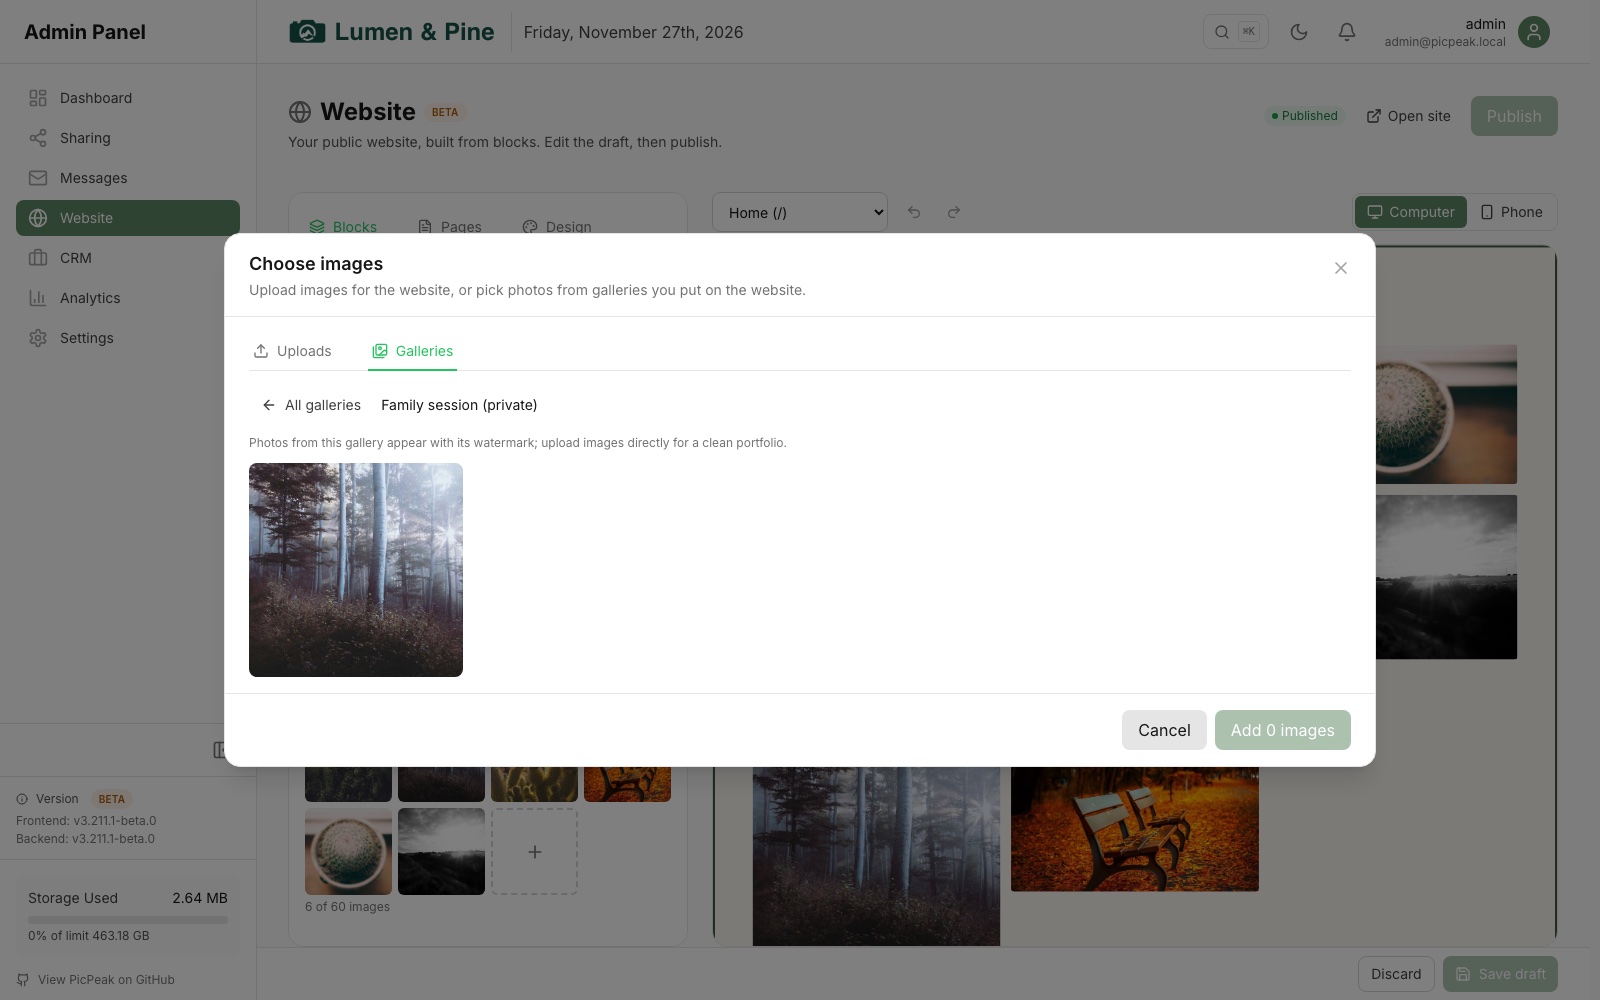 Admin Panel
Lumen & Pine
Friday, November 27th, 2026
⌘K
admin
admin@picpeak.local
Dashboard
Sharing
Messages
Website
CRM
Analytics
Settings
Website BETA
Your public website, built from blocks. Edit the draft, then publish.
Published
Open site
Publish
Blocks
Pages
Design
Home (/)
Computer
Phone
Choose images
Upload images for the website, or pick photos from galleries you put on the website.
Uploads
Galleries
All galleries
Family session (private)
Photos from this gallery appear with its watermark; upload images directly for a clean portfolio.
Cancel
Add 0 images
6 of 60 images
Version BETA
Frontend: v3.211.1-beta.0
Backend: v3.211.1-beta.0
Storage Used 2.64 MB
0% of limit 463.18 GB
View PicPeak on GitHub
Discard
Save draft